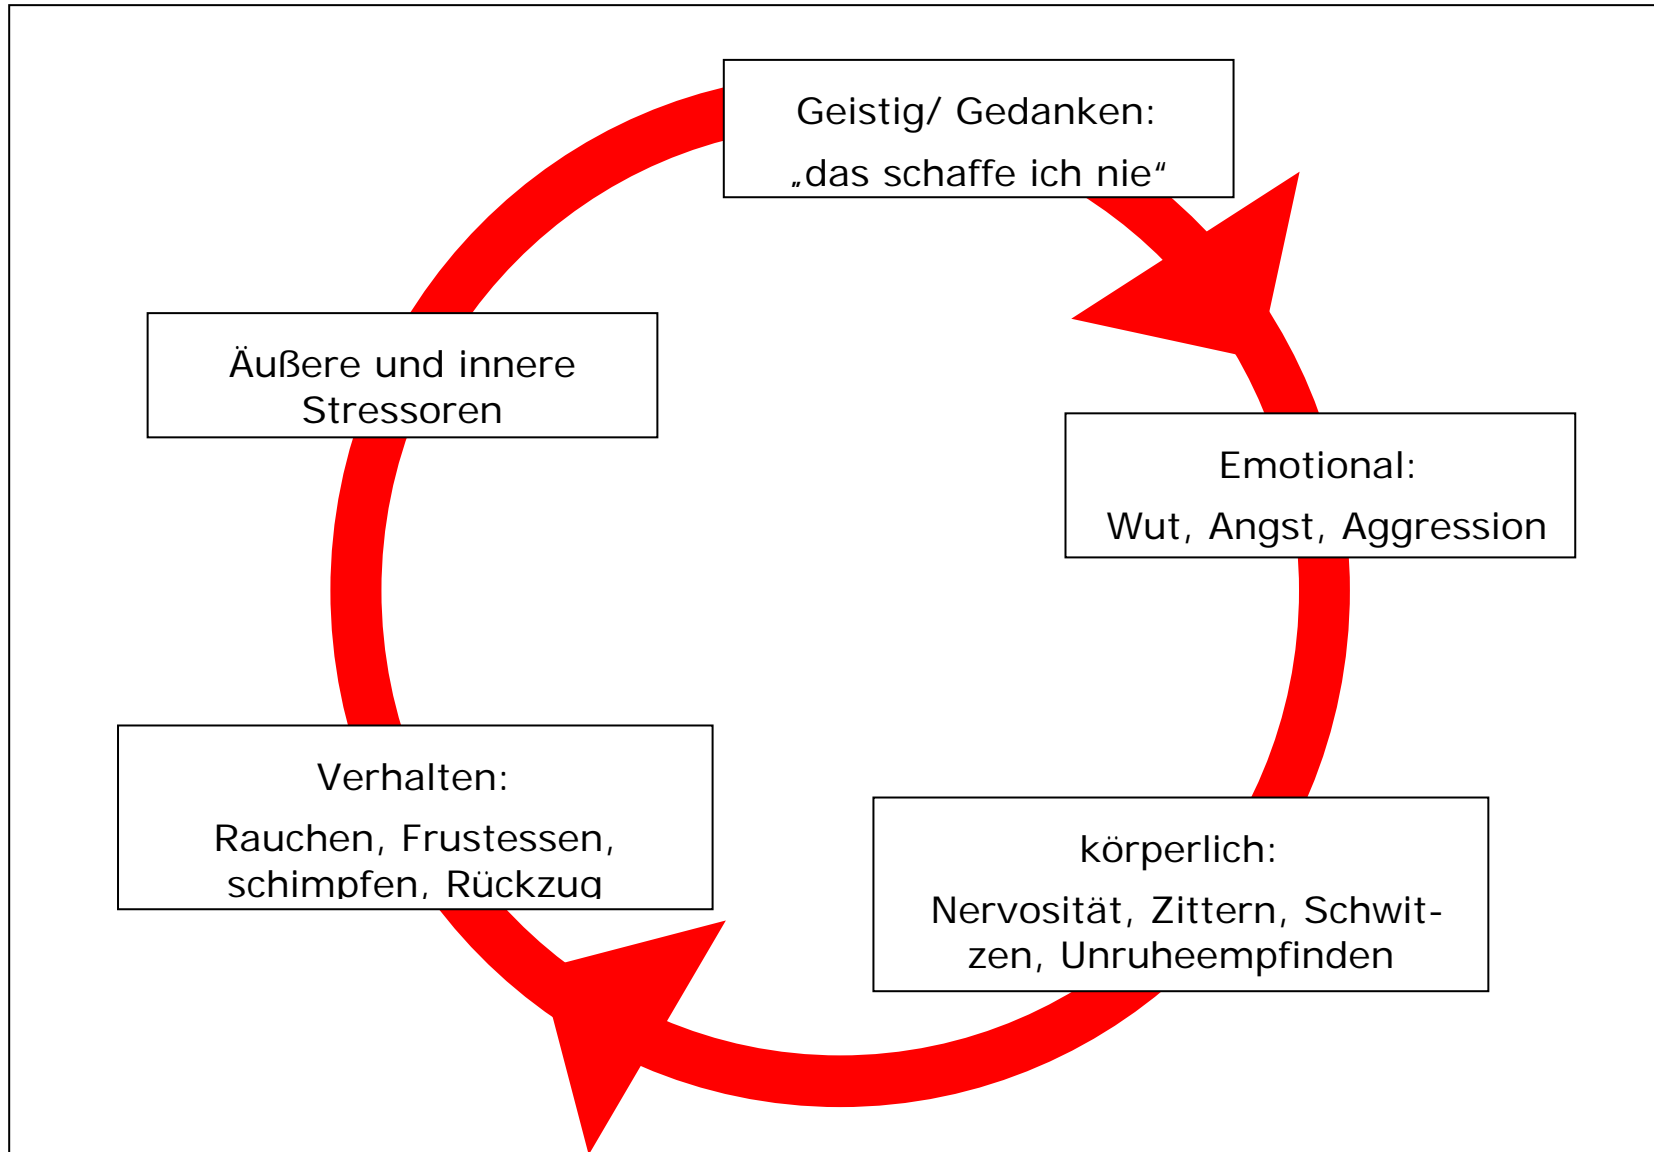 Geistig/ Gedanken:
„das schaffe ich nie“
Äußere und innere
Stressoren
Emotional:
Wut, Angst, Aggression
Verhalten:
Rauchen, Frustessen,
schimpfen, Rückzug
körperlich:
Nervosität, Zittern, Schwit-
zen, Unruheempfinden